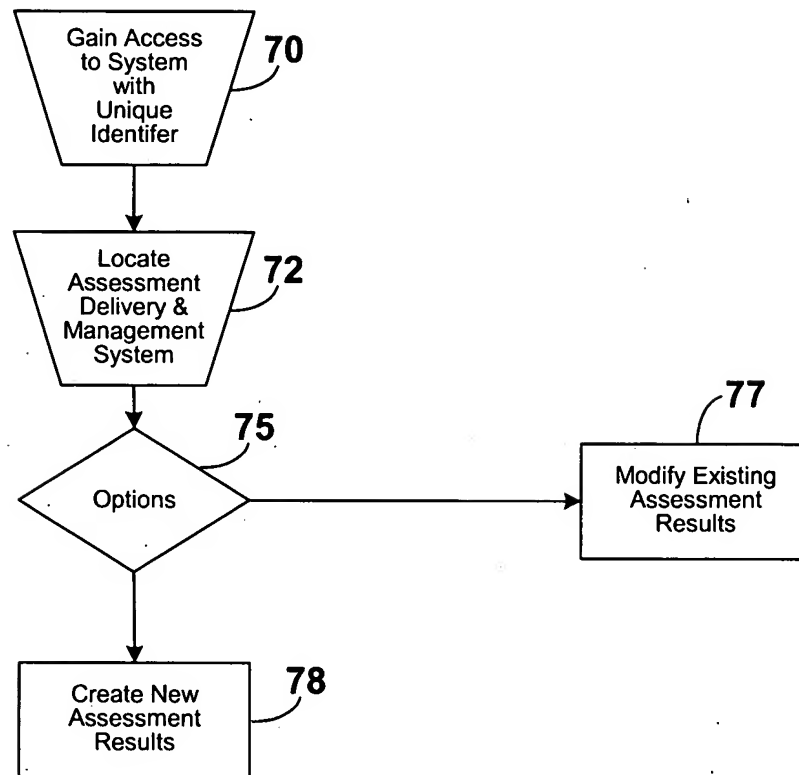 Gain Access
to System
with
Unique
Identifer
70
Locate
Assessment
Delivery &
Management
System
72
75
Options
77
Modify Existing
Assessment
Results
Create New
Assessment
Results
78